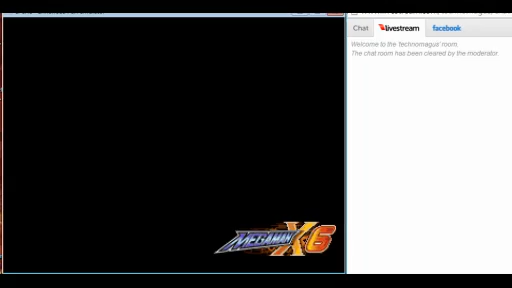 Chat livestream facebook
Welcome to the 'technomagus' room.
The chat room has been cleared by the moderator.
MEGAMAN X6